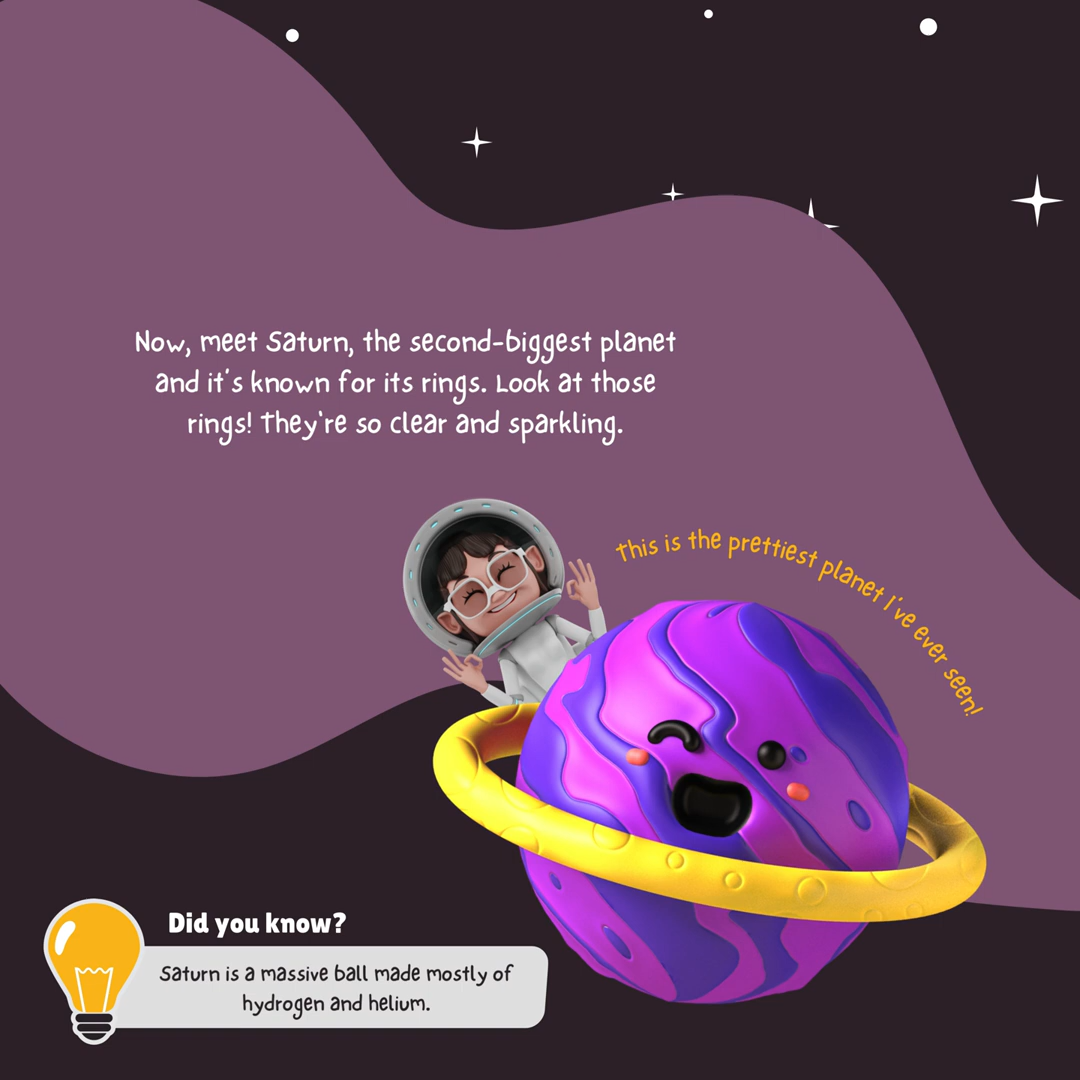 Now, meet Saturn, the second-biggest planet
and it's known for its rings. Look at those
rings! They're so clear and sparkling.
This is the prettiest planet I've ever seen!
Did you know?
Saturn is a massive ball made mostly of
hydrogen and helium.